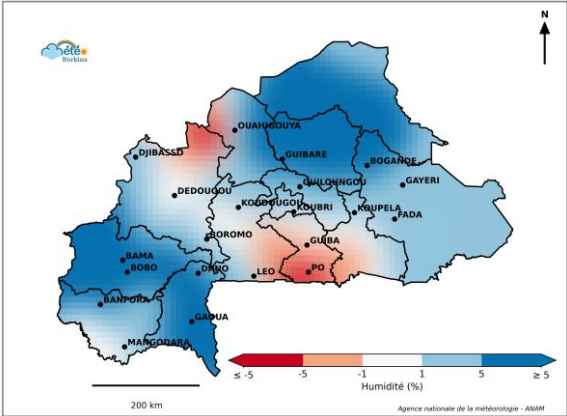 N
Météo
Burkina
OUAHIGOUYA
DJIBASSO
GUIBARE
BOGANDE
GUILOUNGOU
GAYERI
DEDOUGOU
KOUDOUGOU
KOUBRI
KOUPELA
FADA
BOROMO
GUIBA
BAMA
BOBO
DANO
LEO
PO
BANFORA
GAOUA
MANGODARA
≤ -5
-5
-1
1
5
≥ 5
Humidité (%)
200 km
Agence nationale de la météorologie - ANAM